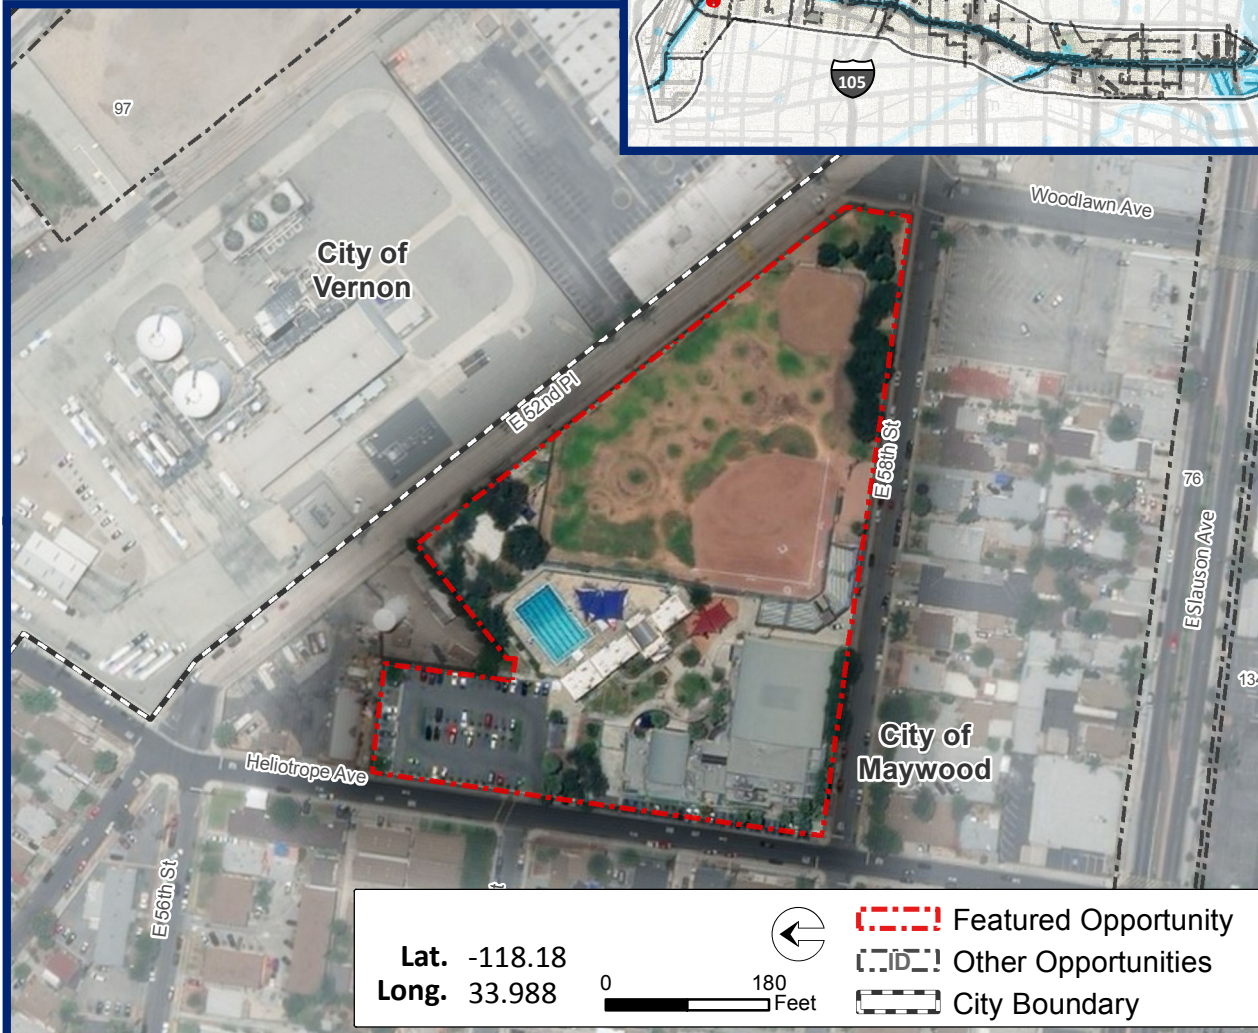 105
97
Woodlawn Ave
City of
Vernon
E 52nd Pl
E 58th St
76
E Slauson Ave
134
City of
Maywood
Heliotrope Ave
E 56th St
t
Lat. -118.18
Long. 33.988
0 180
Feet
Featured Opportunity
ID Other Opportunities
City Boundary